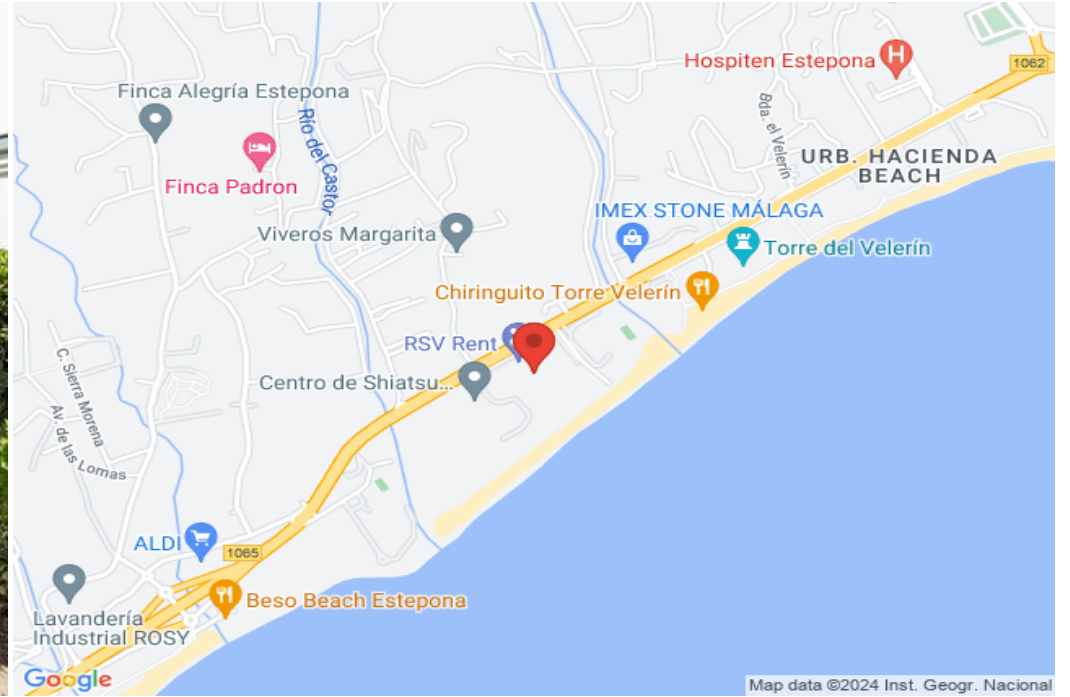 Hospiten Estepona
H
1062
Finca Alegría Estepona
Río del Castor
Bda. el Velerín
URB. HACIENDA
BEACH
Finca Padron
IMEX STONE MÁLAGA
Viveros Margarita
Torre del Velerín
Chiringuito Torre Velerín
RSV Rent
Centro de Shiatsu...
C. Sierra Morena
Av. de las Lomas
ALDI
1065
Beso Beach Estepona
Lavandería
Industrial ROSY
Google
Map data ©2024 Inst. Geogr. Nacional